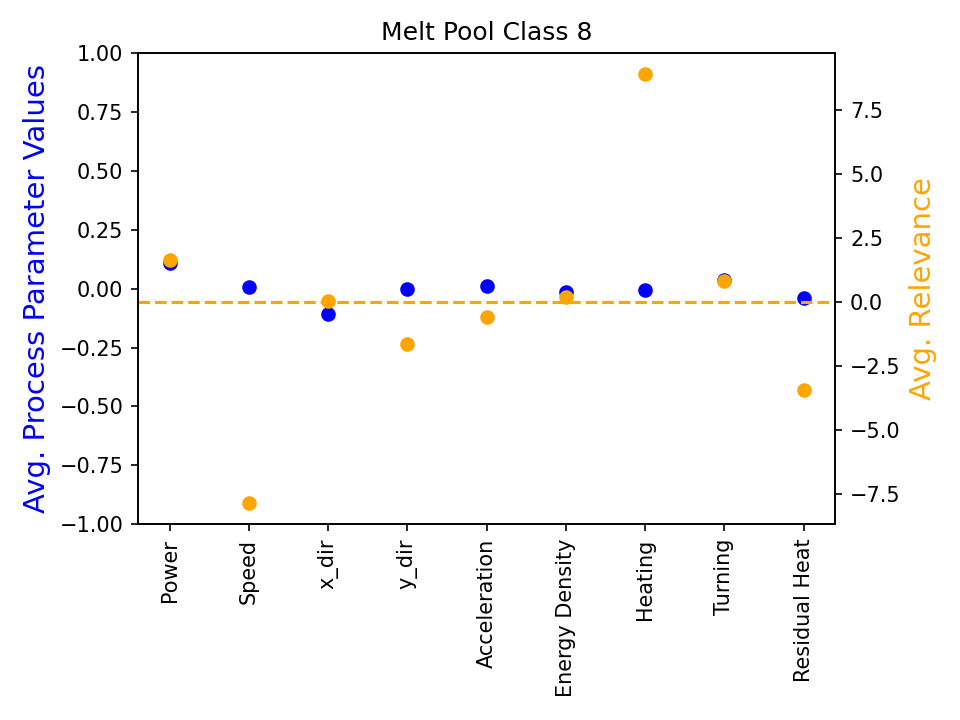 Melt Pool Class 8
Avg. Process Parameter Values
1.00
0.75
0.50
0.25
0.00
−0.25
−0.50
−0.75
−1.00
7.5
5.0
2.5
0.0
−2.5
−5.0
−7.5
Avg. Relevance
Power
Speed
x_dir
y_dir
Acceleration
Energy Density
Heating
Turning
Residual Heat